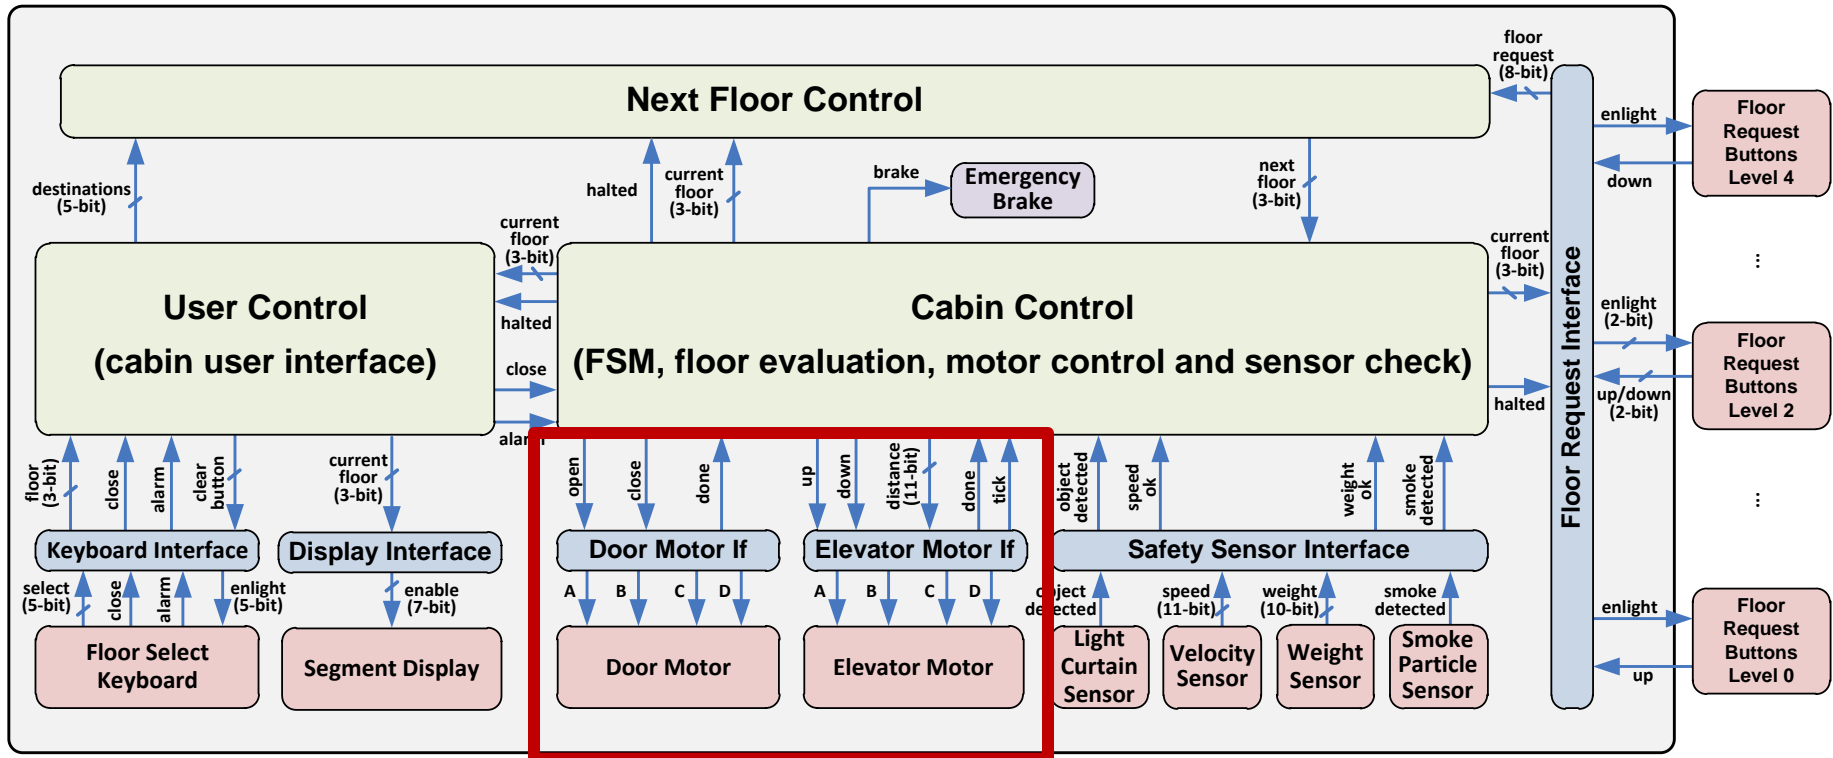 floor
request
(8-bit)
Next Floor Control
destinations
(5-bit)
halted
current
floor
(3-bit)
brake
Emergency
Brake
next
floor
(3-bit)
enlight
down
Floor
Request
Buttons
Level 4
current
floor
(3-bit)
halted
User Control
(cabin user interface)
close
alarm
Cabin Control
(FSM, floor evaluation, motor control and sensor check)
current
floor
(3-bit)
halted
Floor Request Interface
...
enlight
(2-bit)
up/down
(2-bit)
Floor
Request
Buttons
Level 2
...
floor
(3-bit)
close
alarm
clear
button
current
floor
(3-bit)
open
close
done
up
down
distance
(11-bit)
done
tick
object
detected
speed
ok
weight
ok
smoke
detected
Keyboard Interface
Display Interface
Door Motor If
Elevator Motor If
Safety Sensor Interface
select
(5-bit)
close
alarm
enlight
(5-bit)
enable
(7-bit)
A
B
C
D
A
B
C
D
object
detected
speed
(11-bit)
weight
(10-bit)
smoke
detected
Floor Select
Keyboard
Segment Display
Door Motor
Elevator Motor
Light
Curtain
Sensor
Velocity
Sensor
Weight
Sensor
Smoke
Particle
Sensor
enlight
up
Floor
Request
Buttons
Level 0